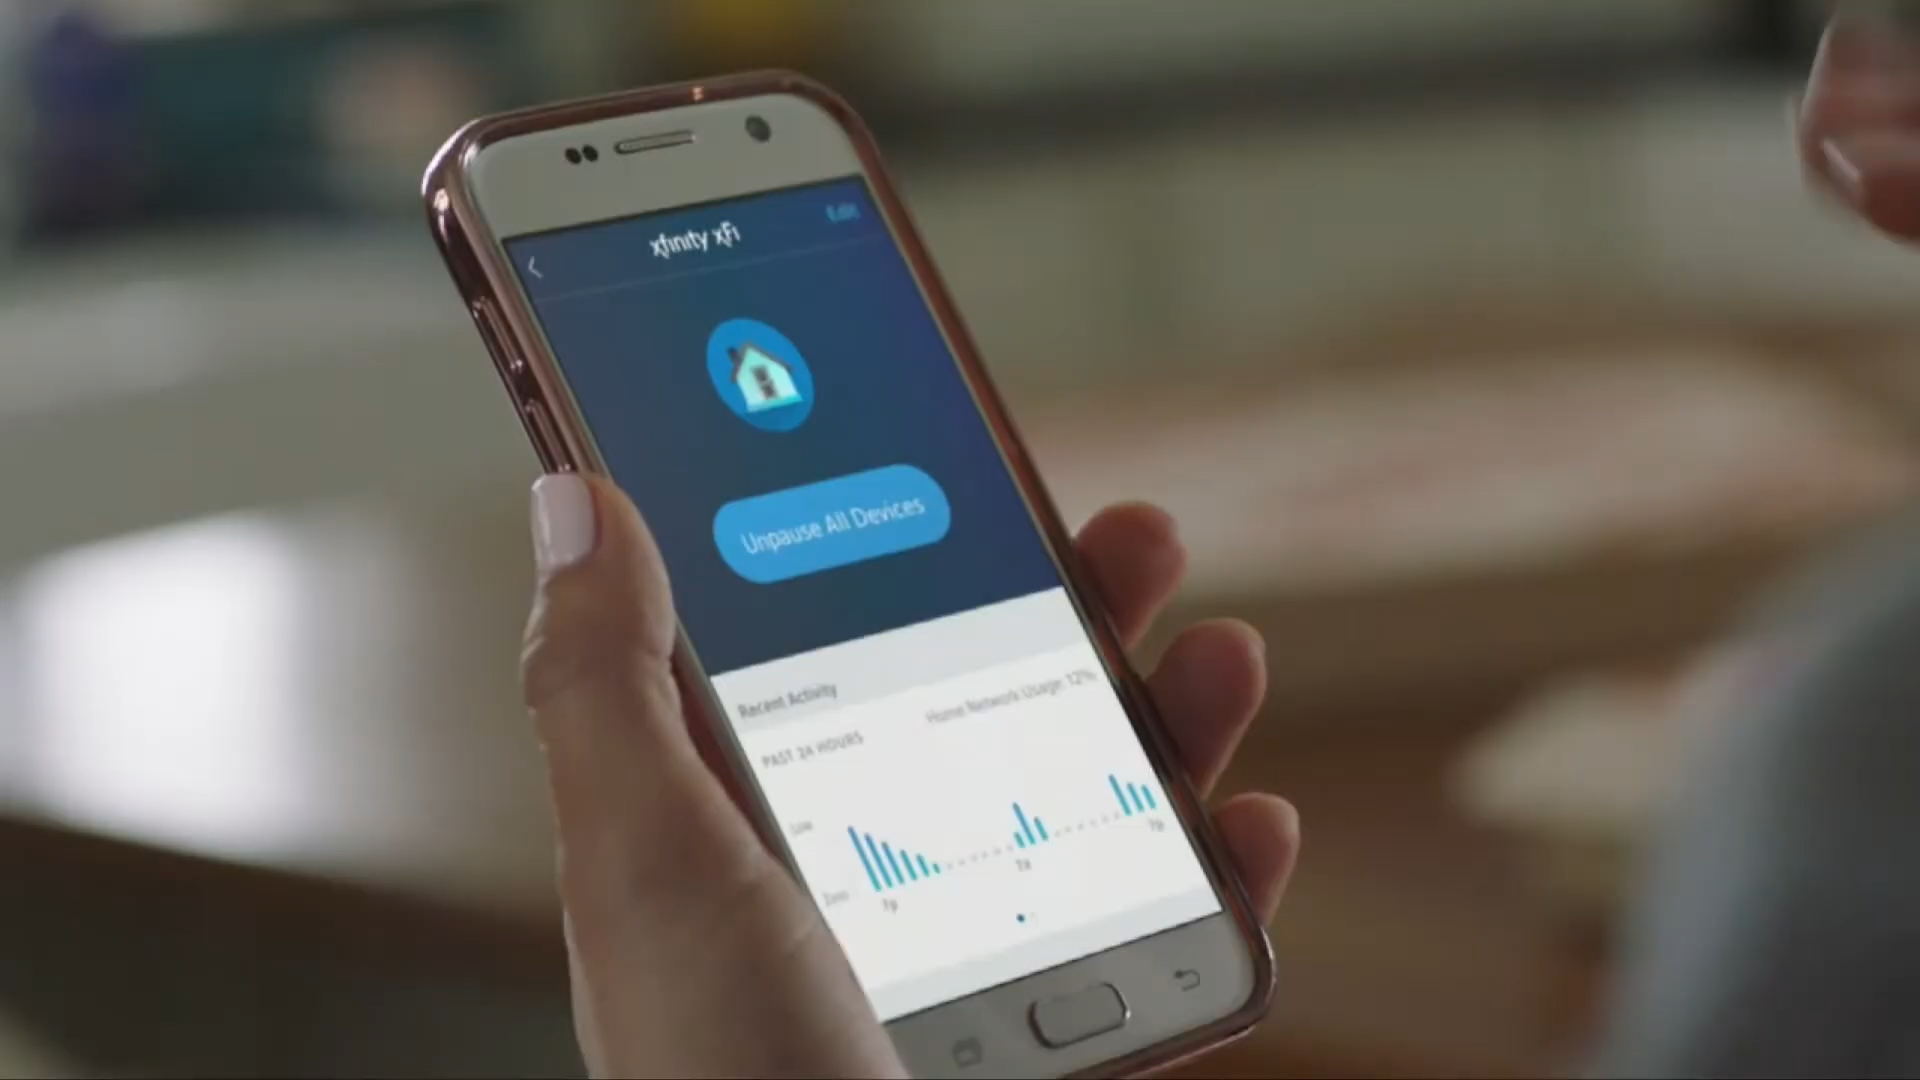 xfinity xFi
Edit
Unpause All Devices
Recent Activity
Home Network Usage: 12%
PAST 24 HOURS
Low
Zero
7p
7a
7p